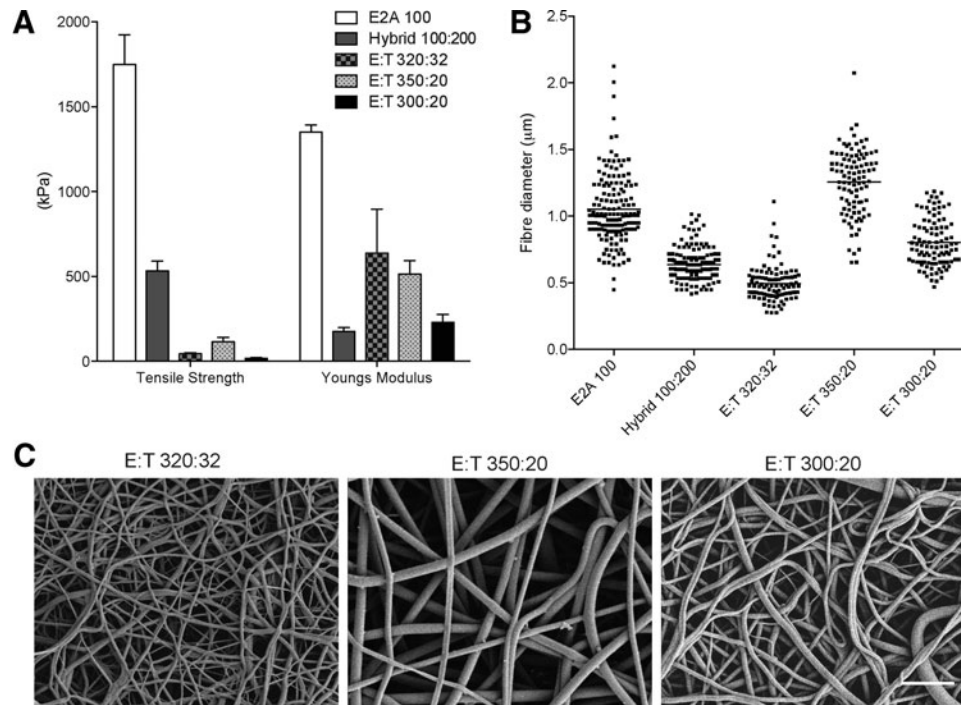 A
E2A 100
Hybrid 100:200
E:T 320:32
E:T 350:20
E:T 300:20
2000
1500
1000
500
0
(kPa)
Tensile Strength
Youngs Modulus
B
2.5
2.0
1.5
1.0
0.5
0.0
Fibre diameter (μm)
E2A 100
Hybrid 100:200
E:T 320:32
E:T 350:20
E:T 300:20
C
E:T 320:32
E:T 350:20
E:T 300:20